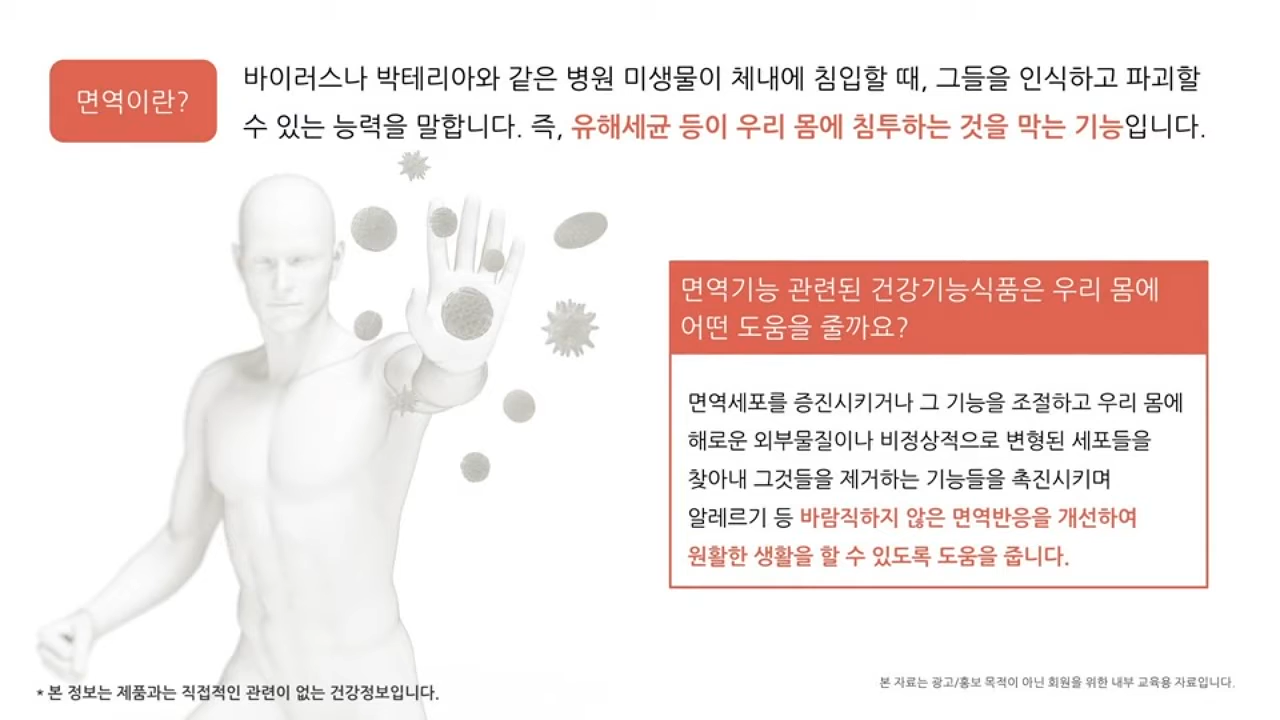 면역이란?
바이러스나 박테리아와 같은 병원 미생물이 체내에 침입할 때, 그들을 인식하고 파괴할
수 있는 능력을 말합니다. 즉, 유해세균 등이 우리 몸에 침투하는 것을 막는 기능입니다.
면역기능 관련된 건강기능식품은 우리 몸에
어떤 도움을 줄까요?
면역세포를 증진시키거나 그 기능을 조절하고 우리 몸에
해로운 외부물질이나 비정상적으로 변형된 세포들을
찾아내 그것들을 제거하는 기능들을 촉진시키며
알레르기 등 바람직하지 않은 면역반응을 개선하여
원활한 생활을 할 수 있도록 도움을 줍니다.
* 본 정보는 제품과는 직접적인 관련이 없는 건강정보입니다.
본 자료는 광고/홍보 목적이 아닌 회원을 위한 내부 교육용 자료입니다.